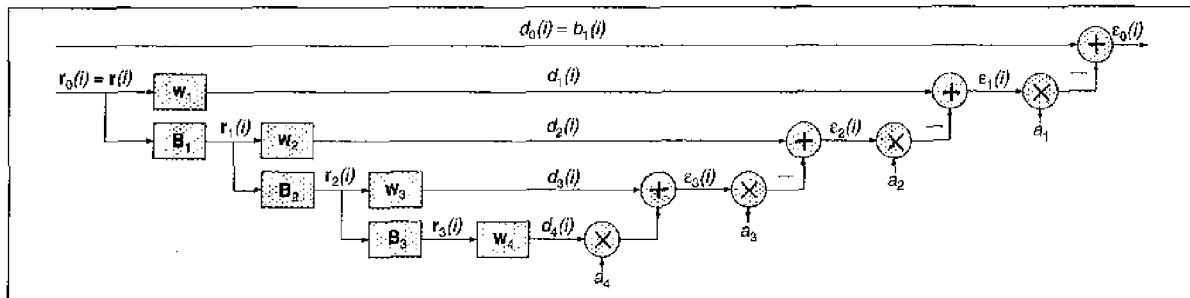 d₀(i) = b₁(i)
ε₀(i)
r₀(i) = r(i)
w₁
d₁(i)
ε₁(i)
a₁
B₁
r₁(i)
w₂
d₂(i)
ε₂(i)
a₂
B₂
r₂(i)
w₃
d₃(i)
ε₃(i)
a₃
B₃
r₃(i)
w₄
d₄(i)
a₄